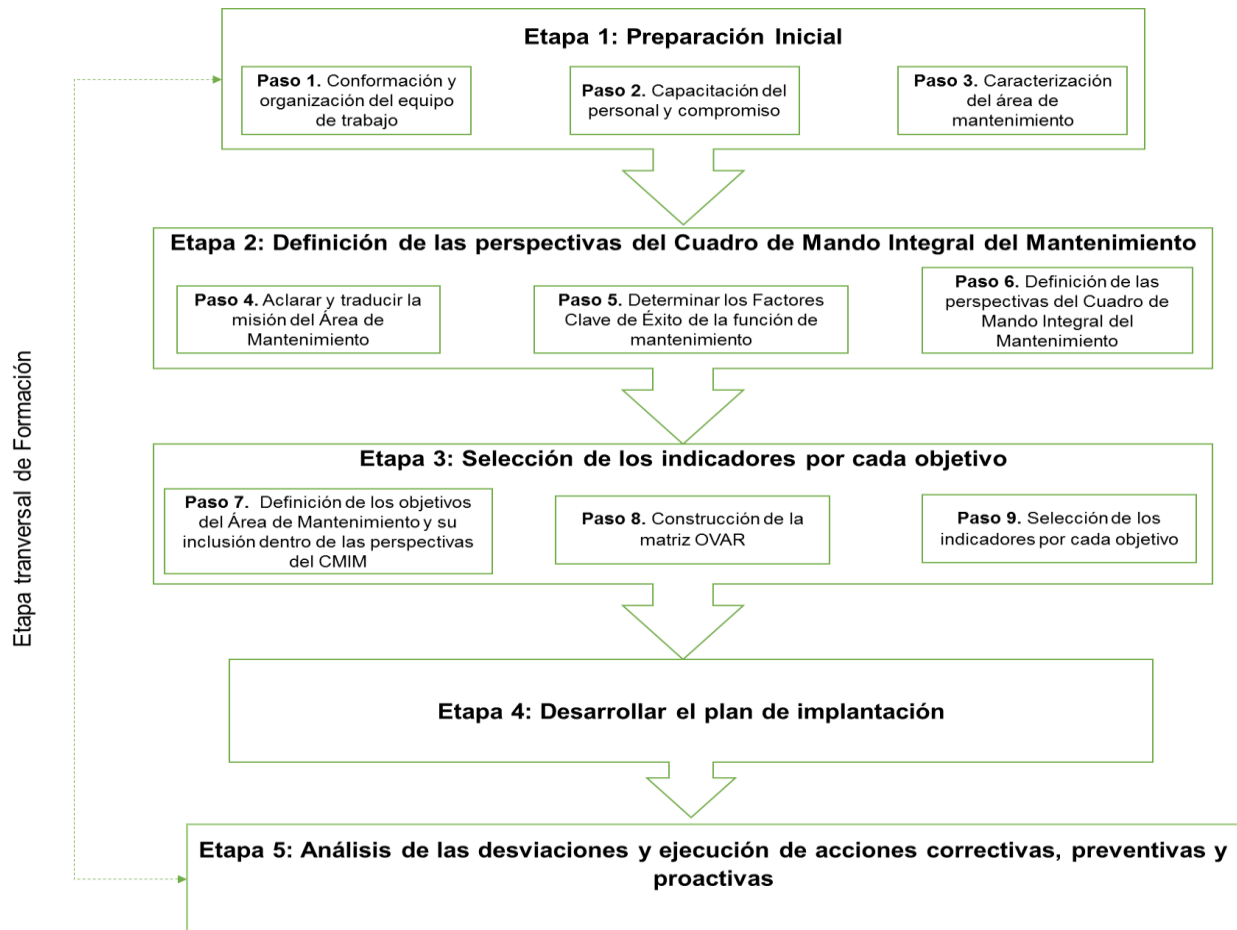 Etapa 1: Preparación Inicial
Paso 1. Conformación y
organización del equipo
de trabajo
Paso 2. Capacitación del
personal y compromiso
Paso 3. Caracterización
del área de
mantenimiento
Etapa 2: Definición de las perspectivas del Cuadro de Mando Integral del Mantenimiento
Paso 4. Aclarar y traducir la
misión del Área de
Mantenimiento
Paso 5. Determinar los Factores
Clave de Éxito de la función de
mantenimiento
Paso 6. Definición de las
perspectivas del Cuadro de
Mando Integral del
Mantenimiento
Etapa 3: Selección de los indicadores por cada objetivo
Paso 7. Definición de los objetivos
del Área de Mantenimiento y su
inclusión dentro de las perspectivas
del CMIM
Paso 8. Construcción de la
matriz OVAR
Paso 9. Selección de los
indicadores por cada objetivo
Etapa 4: Desarrollar el plan de implantación
Etapa 5: Análisis de las desviaciones y ejecución de acciones correctivas, preventivas y
proactivas
Etapa tranversal de Formación